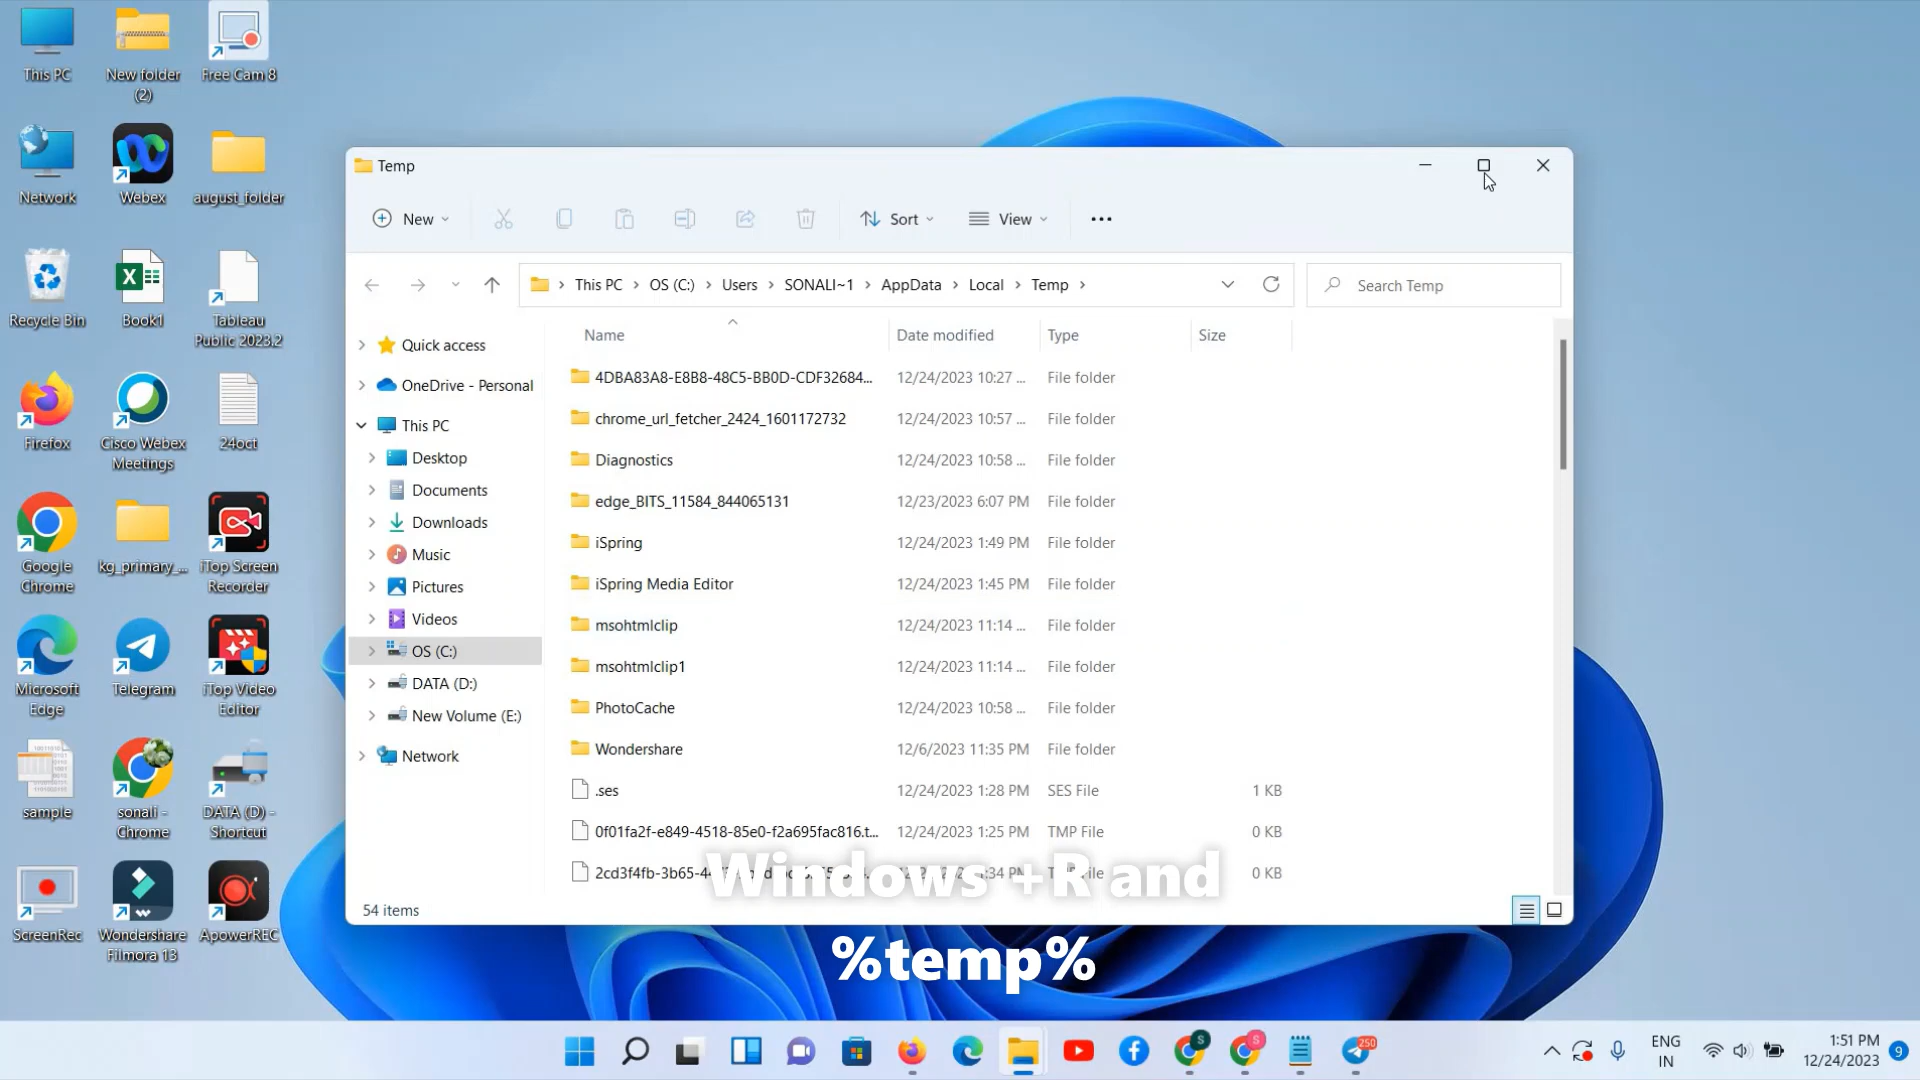 This PC
New folder
(2)
Free Cam 8
Network
Webex
august_folder
Recycle Bin
Book1
Tableau
Public 2023.2
Firefox
Cisco Webex
Meetings
24oct
Google
Chrome
kg_primary_...
iTop Screen
Recorder
Microsoft
Edge
Telegram
iTop Video
Editor
sample
sonali -
Chrome
DATA (D) -
Shortcut
ScreenRec
Wondershare
Filmora 13
ApowerREC
Temp
New
Sort
View
This PC > OS (C:) > Users > SONALI~1 > AppData > Local > Temp >
Search Temp
Quick access
OneDrive - Personal
This PC
Desktop
Documents
Downloads
Music
Pictures
Videos
OS (C:)
DATA (D:)
New Volume (E:)
Network
Name Date modified Type Size
4DBA83A8-E8B8-48C5-BB0D-CDF32684... 12/24/2023 10:27 ... File folder
chrome_url_fetcher_2424_1601172732 12/24/2023 10:57 ... File folder
Diagnostics 12/24/2023 10:58 ... File folder
edge_BITS_11584_844065131 12/23/2023 6:07 PM File folder
iSpring 12/24/2023 1:49 PM File folder
iSpring Media Editor 12/24/2023 1:45 PM File folder
msohtmlclip 12/24/2023 11:14 ... File folder
msohtmlclip1 12/24/2023 11:14 ... File folder
PhotoCache 12/24/2023 10:58 ... File folder
Wondershare 12/6/2023 11:35 PM File folder
.ses 12/24/2023 1:28 PM SES File 1 KB
0f01fa2f-e849-4518-85e0-f2a695fac816.t... 12/24/2023 1:25 PM TMP File 0 KB
0 KB
54 items
Windows +R and
%temp%
S
S
250
ENG
IN
1:51 PM
12/24/2023
9